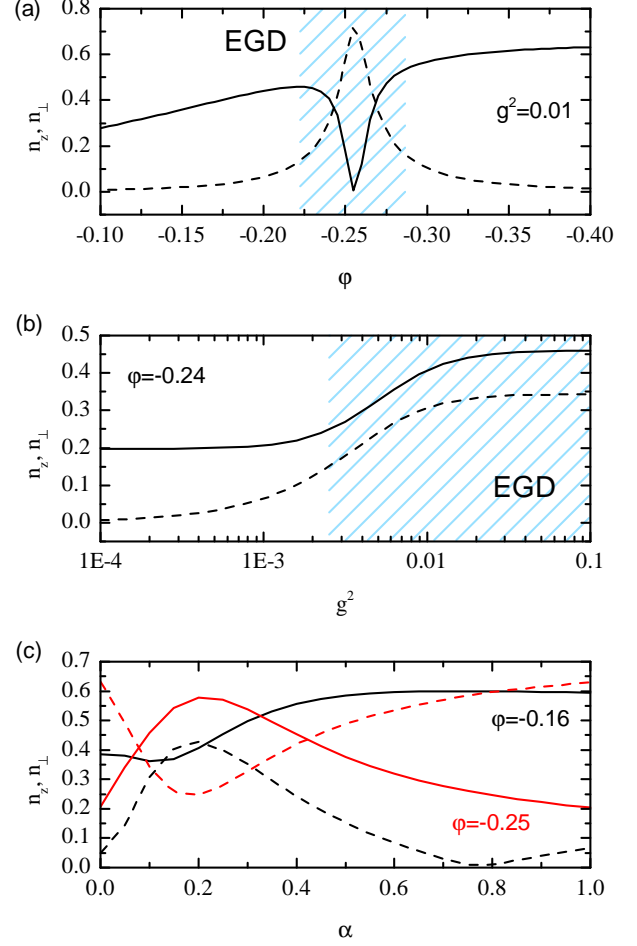 (a)
0.8
0.6
0.4
0.2
0.0
n_z, n_⊥
EGD
g²=0.01
-0.10 -0.15 -0.20 -0.25 -0.30 -0.35 -0.40
φ
(b)
0.5
0.4
0.3
0.2
0.1
0.0
n_z, n_⊥
φ=-0.24
EGD
1E-4 1E-3 0.01 0.1
g²
(c)
0.7
0.6
0.5
0.4
0.3
0.2
0.1
0.0
n_z, n_⊥
φ=-0.16
φ=-0.25
0.0 0.2 0.4 0.6 0.8 1.0
α